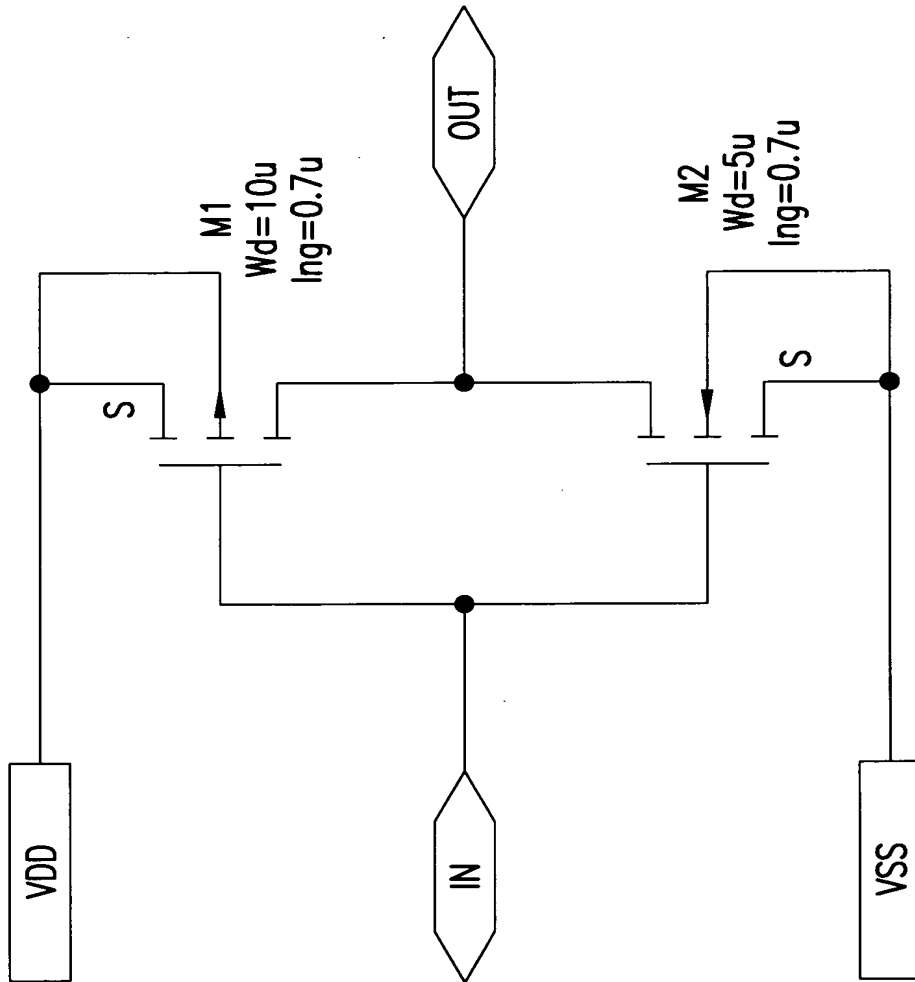 VDD
S
M1
Wd=10u
lng=0.7u
IN
OUT
M2
Wd=5u
lng=0.7u
S
VSS